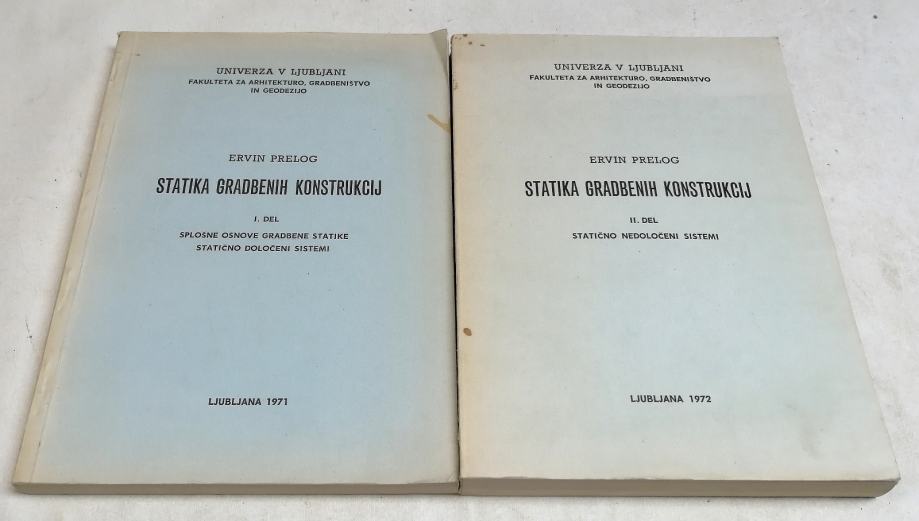 UNIVERZA V LJUBLJANI
FAKULTETA ZA ARHITEKTURO, GRADBENIŠTVO
IN GEODEZIJO
ERVIN PRELOG
STATIKA GRADBENIH KONSTRUKCIJ
I. DEL
SPLOŠNE OSNOVE GRADBENE STATIKE
STATIČNO DOLOČENI SISTEMI
LJUBLJANA 1971
UNIVERZA V LJUBLJANI
FAKULTETA ZA ARHITEKTURO, GRADBENIŠTVO
IN GEODEZIJO
ERVIN PRELOG
STATIKA GRADBENIH KONSTRUKCIJ
II. DEL
STATIČNO NEDOLOČENI SISTEMI
LJUBLJANA 1972